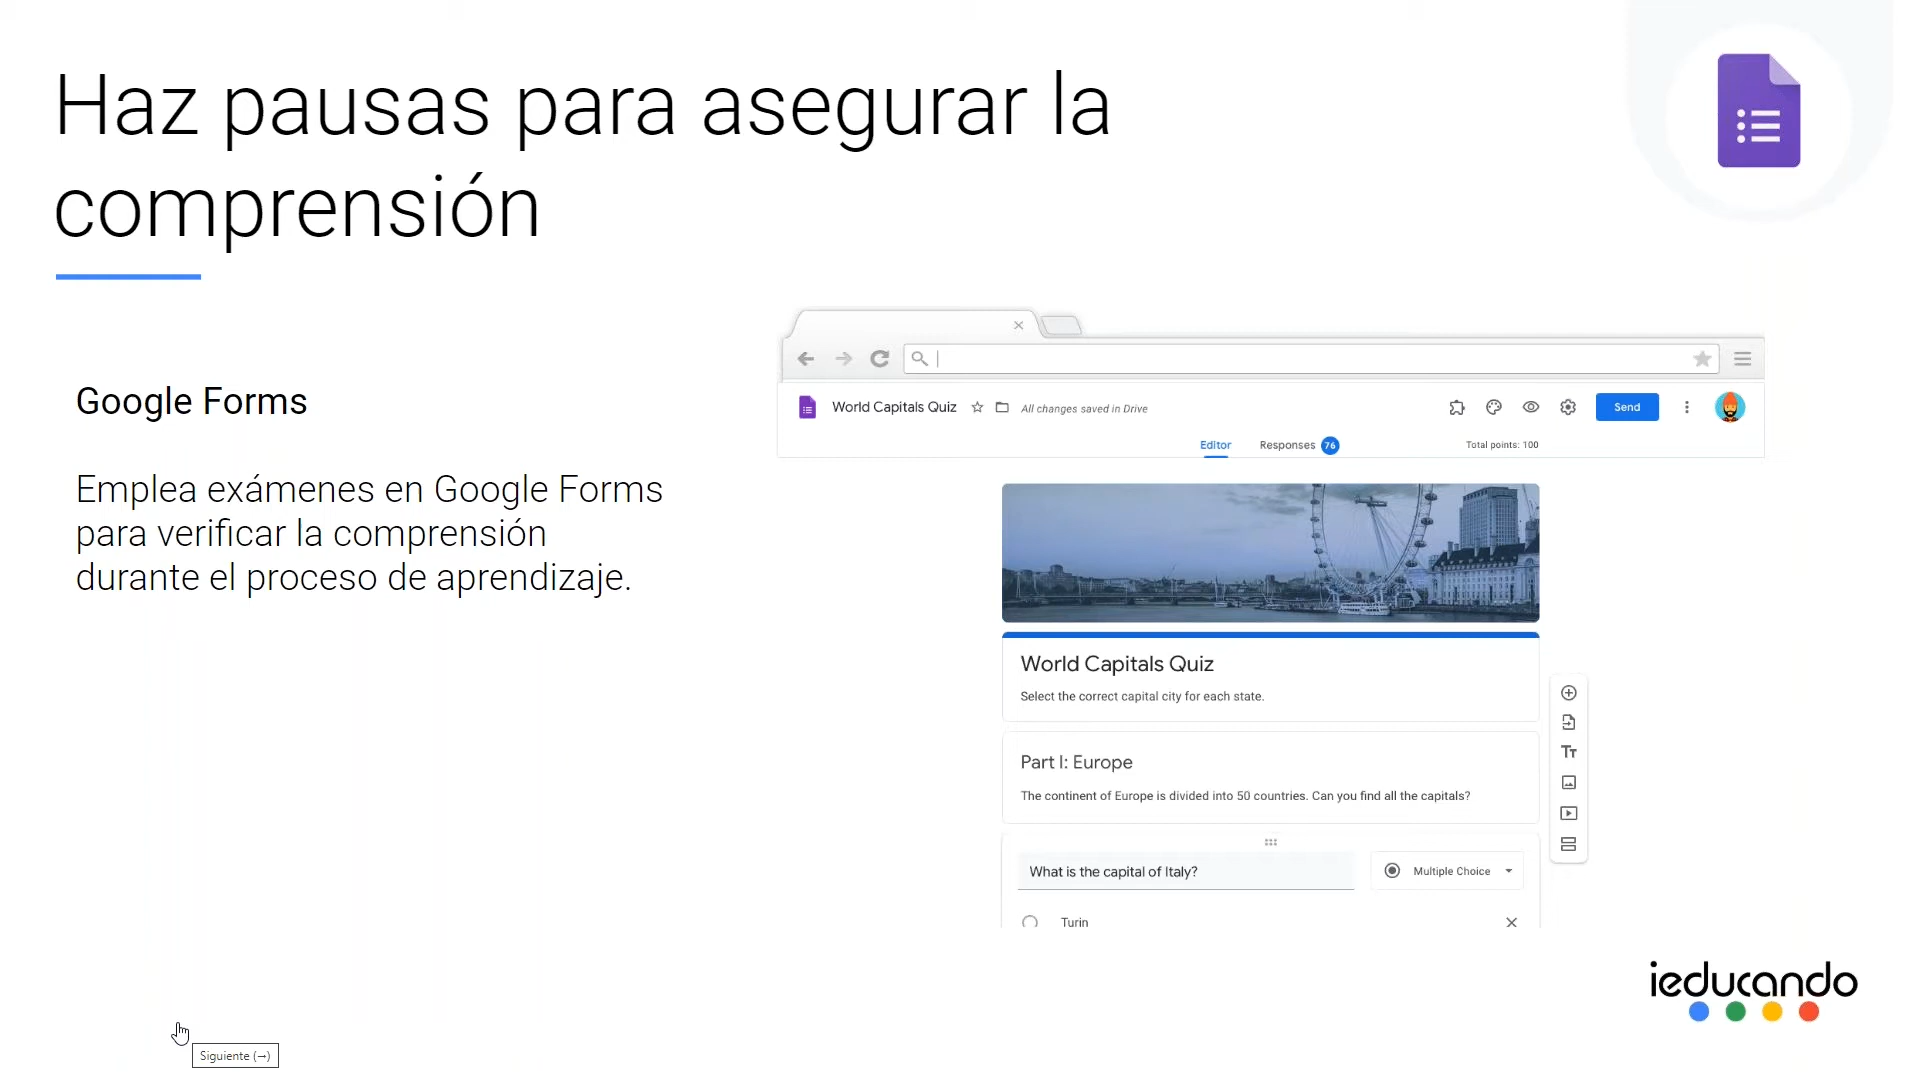 Haz pausas para asegurar la
comprensión
Google Forms
Emplea exámenes en Google Forms
para verificar la comprensión
durante el proceso de aprendizaje.
World Capitals Quiz
All changes saved in Drive
Send
Editor
Responses 76
Total points: 100
World Capitals Quiz
Select the correct capital city for each state.
Part I: Europe
The continent of Europe is divided into 50 countries. Can you find all the capitals?
Tт
What is the capital of Italy?
Multiple Choice
Turin
ieducando
Siguiente (→)